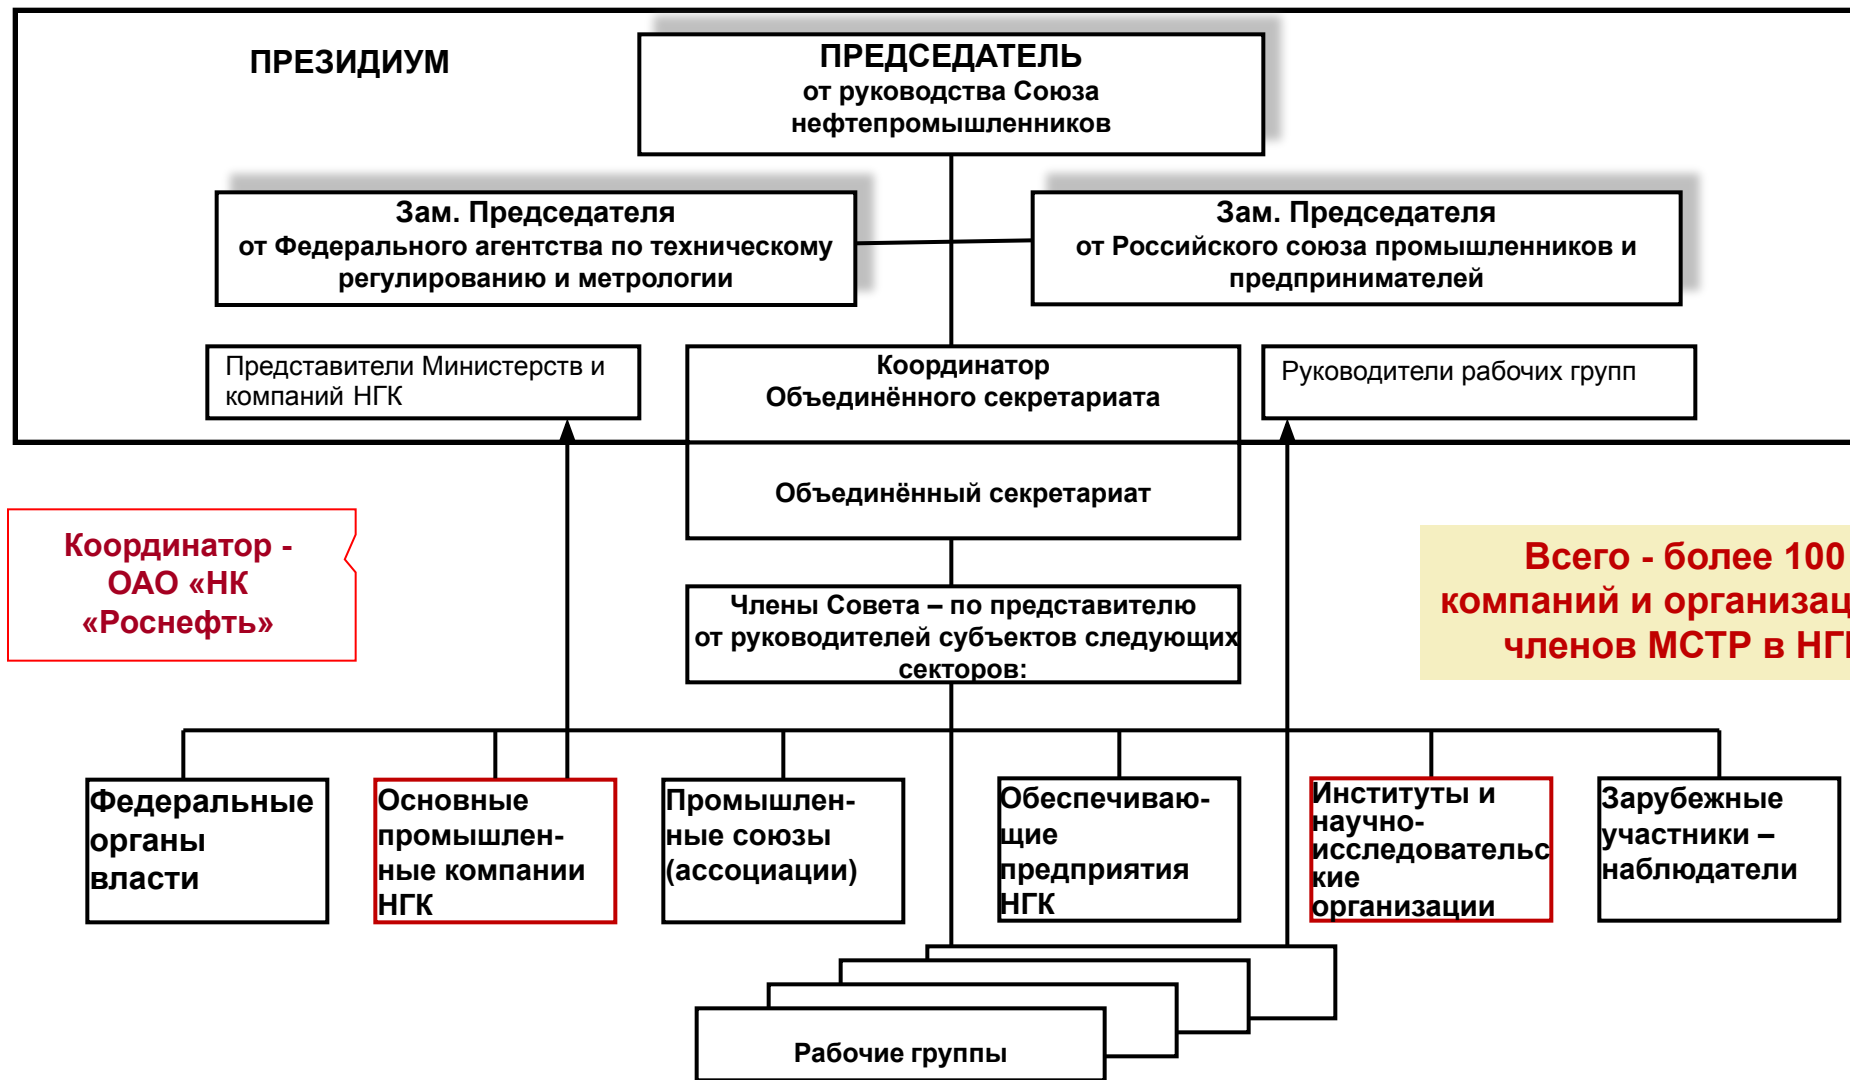 ПРЕЗИДИУМ
ПРЕДСЕДАТЕЛЬ
от руководства Союза
нефтепромышленников
Зам. Председателя
от Федерального агентства по техническому
регулированию и метрологии
Зам. Председателя
от Российского союза промышленников и
предпринимателей
Представители Министерств и
компаний НГК
Координатор
Объединённого секретариата
Руководители рабочих групп
Объединённый секретариат
Координатор -
ОАО «НК
«Роснефть»
Всего - более 100
компаний и организац
членов МСТР в НГ
Члены Совета – по представителю
от руководителей субъектов следующих
секторов:
Федеральные
органы
власти
Основные
промышлен-
ные компании
НГК
Промышлен-
ные союзы
(ассоциации)
Обеспечиваю-
щие
предприятия
НГК
Институты и
научно-
исследовательс
кие
организации
Зарубежные
участники –
наблюдатели
Рабочие группы